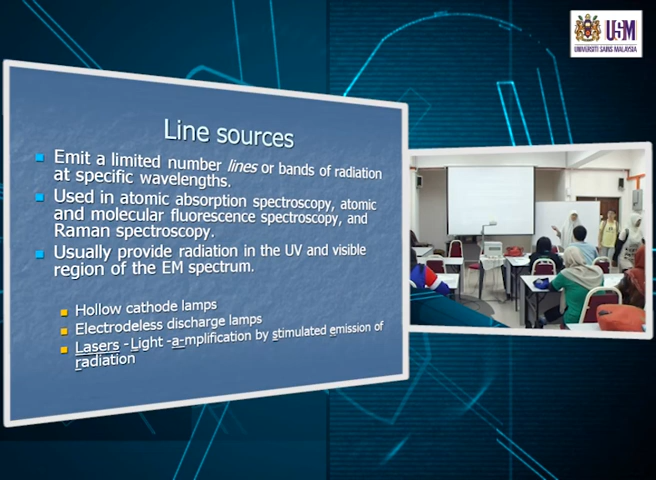 USM
UNIVERSITI SAINS MALAYSIA
Line sources
Emit a limited number lines or bands of radiation
at specific wavelengths.
Used in atomic absorption spectroscopy, atomic
and molecular fluorescence spectroscopy, and
Raman spectroscopy.
Usually provide radiation in the UV and visible
region of the EM spectrum.
Hollow cathode lamps
Electrodeless discharge lamps
Lasers - Light - a-mplification by stimulated emission of
radiation